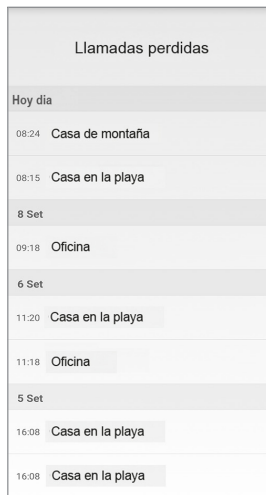 Llamadas perdidas
Hoy dia
08:24 Casa de montaña
08:15 Casa en la playa
8 Set
09:18 Oficina
6 Set
11:20 Casa en la playa
11:18 Oficina
5 Set
16:08 Casa en la playa
16:08 Casa en la playa